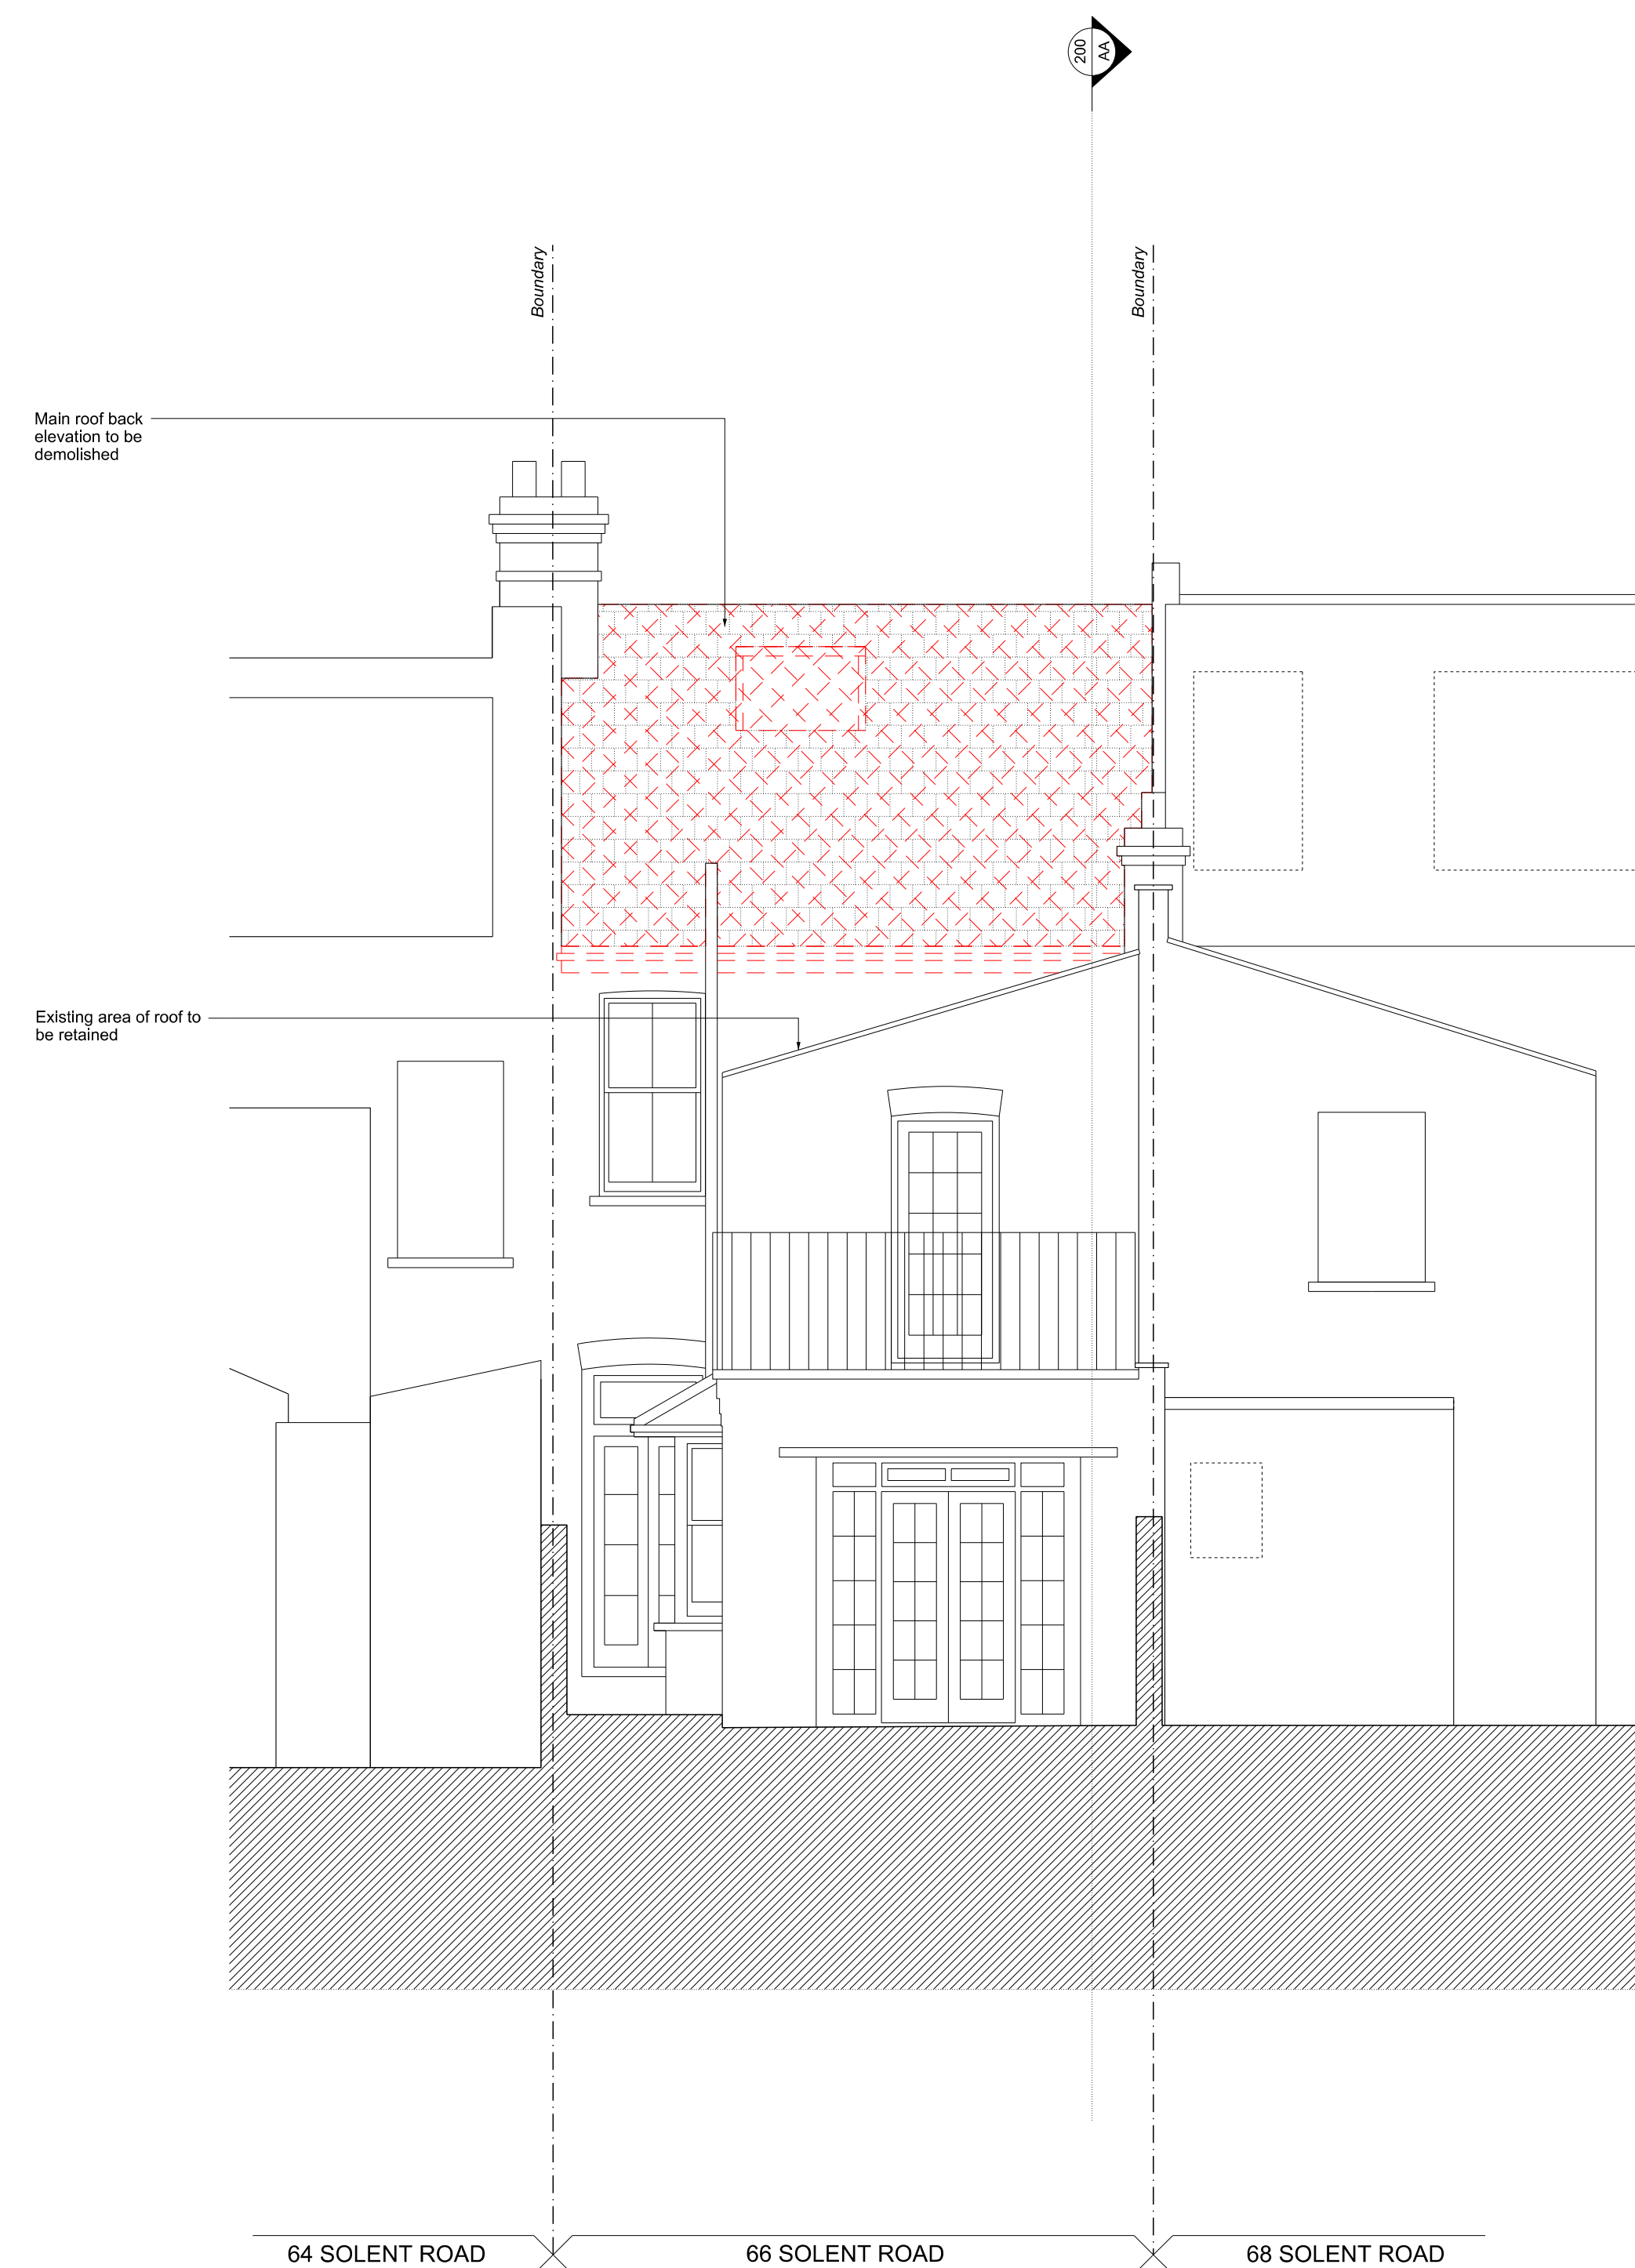 200
AA
Boundary
Boundary
Main roof back
elevation to be
demolished
Existing area of roof to
be retained
64 SOLENT ROAD
66 SOLENT ROAD
68 SOLENT ROAD